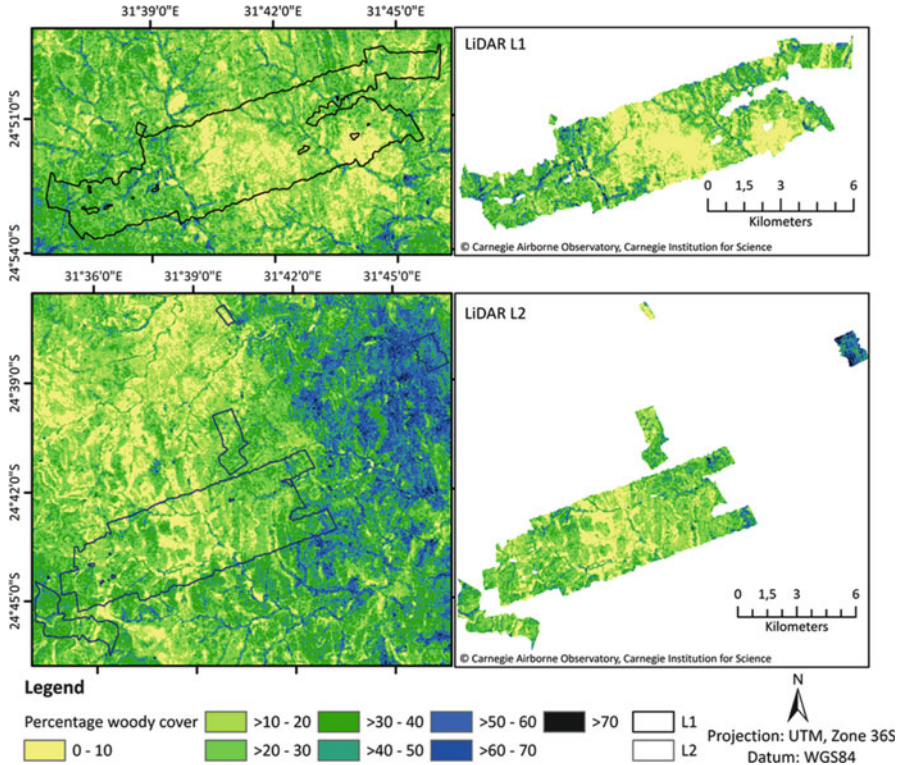 31°39'0"E 31°42'0"E 31°45'0"E
24°51'0"S
24°54'0"S
LiDAR L1
0 1,5 3 6
Kilometers
© Carnegie Airborne Observatory, Carnegie Institution for Science
31°36'0"E 31°39'0"E 31°42'0"E 31°45'0"E
24°39'0"S
24°42'0"S
24°45'0"S
LiDAR L2
0 1,5 3 6
Kilometers
© Carnegie Airborne Observatory, Carnegie Institution for Science
Legend
Percentage woody cover
0 - 10
>10 - 20
>20 - 30
>30 - 40
>40 - 50
>50 - 60
>60 - 70
>70
L1
L2
N
Projection: UTM, Zone 36S
Datum: WGS84